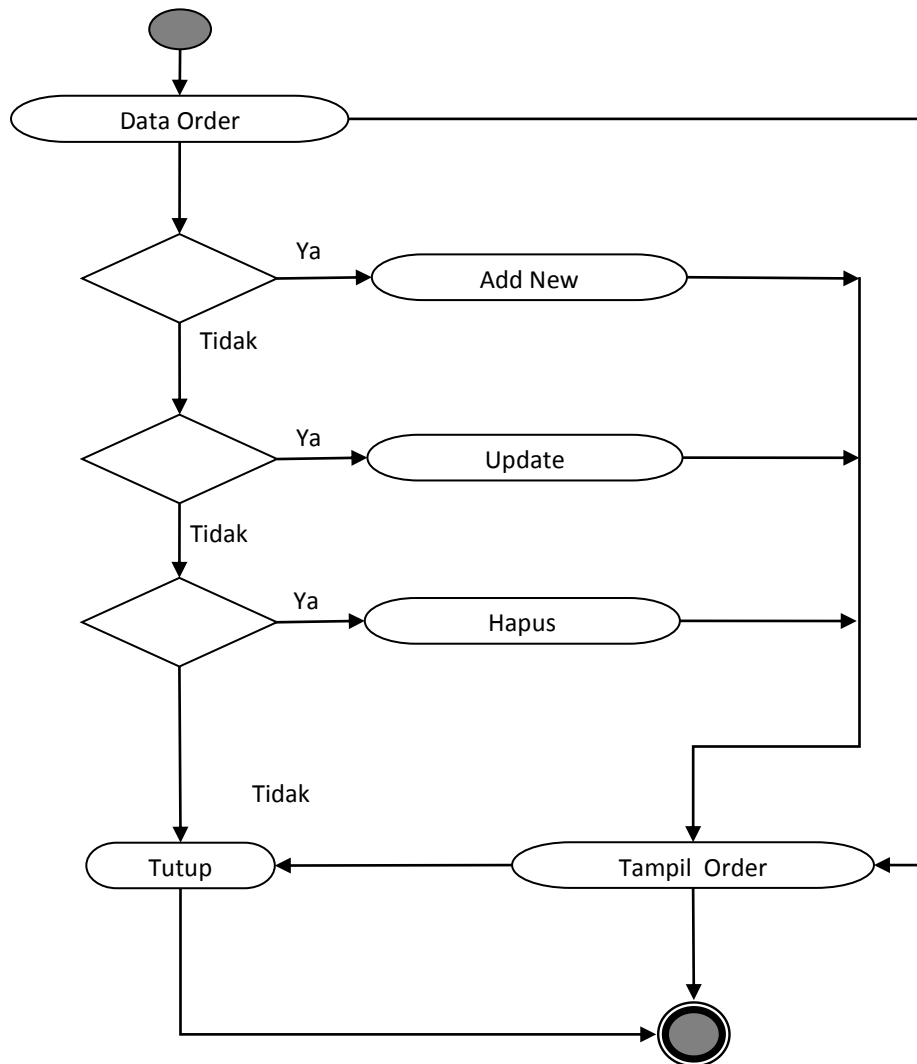 Data Order
Ya
Add New
Tidak
Ya
Update
Tidak
Ya
Hapus
Tidak
Tutup
Tampil Order